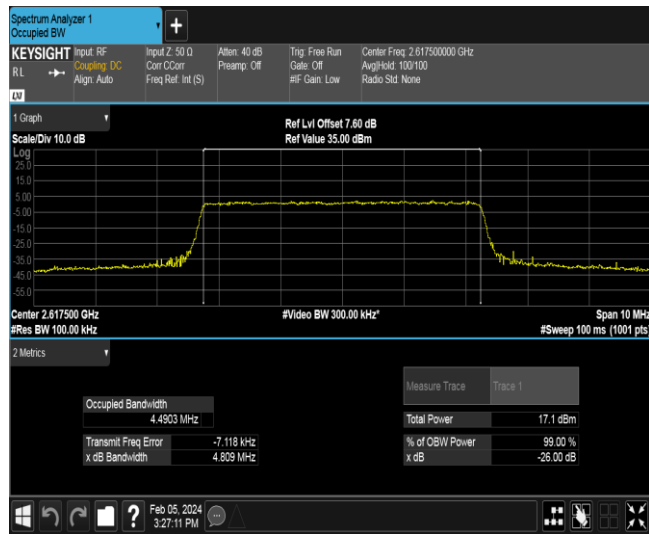 Spectrum Analyzer 1
Occupied BW
+
KEYSIGHT
Input: RF
Coupling: DC
Align: Auto
Input Z: 50 Ω
Corr CCorr
Freq Ref: Int (S)
Atten: 40 dB
Preamp: Off
Trig: Free Run
Gate: Off
#IF Gain: Low
Center Freq: 2.617500000 GHz
Avg|Hold: 100/100
Radio Std: None
RL
LXI
1 Graph
Scale/Div 10.0 dB
Ref Lvl Offset 7.60 dB
Ref Value 35.00 dBm
Log
25.0
15.0
5.00
-5.00
-15.0
-25.0
-35.0
-45.0
-55.0
Center 2.617500 GHz
#Video BW 300.00 kHz*
Span 10 MHz
#Res BW 100.00 kHz
#Sweep 100 ms (1001 pts)
2 Metrics
Measure Trace Trace 1
Occupied Bandwidth
4.4903 MHz
Total Power 17.1 dBm
Transmit Freq Error -7.118 kHz
% of OBW Power 99.00 %
x dB Bandwidth 4.809 MHz
x dB -26.00 dB
?
Feb 05, 2024
3:27:11 PM